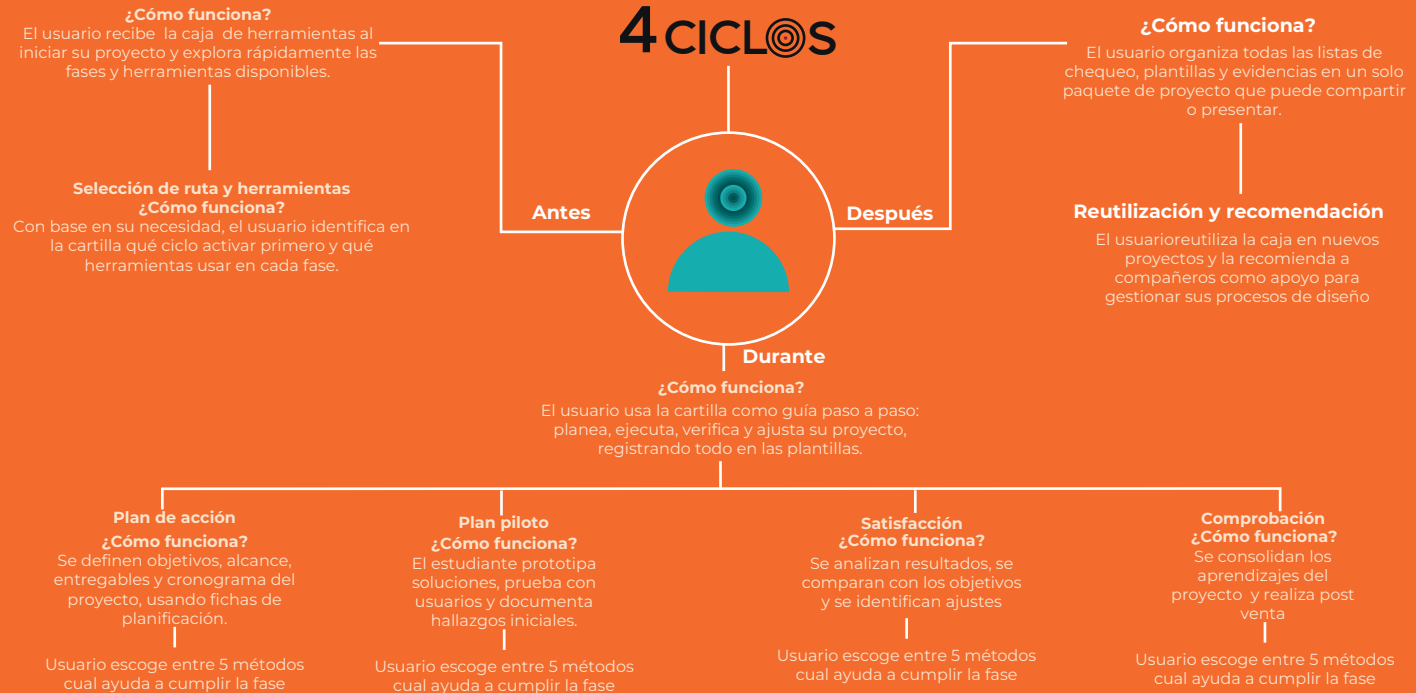 4 CICLOS
¿Cómo funciona?
El usuario recibe la caja de herramientas al
iniciar su proyecto y explora rápidamente las
fases y herramientas disponibles.
Selección de ruta y herramientas
¿Cómo funciona?
Con base en su necesidad, el usuario identifica en
la cartilla qué ciclo activar primero y qué
herramientas usar en cada fase.
Antes
Después
¿Cómo funciona?
El usuario organiza todas las listas de
chequeo, plantillas y evidencias en un solo
paquete de proyecto que puede compartir
o presentar.
Reutilización y recomendación
El usuarioreutiliza la caja en nuevos
proyectos y la recomienda a
compañeros como apoyo para
gestionar sus procesos de diseño
Durante
¿Cómo funciona?
El usuario usa la cartilla como guía paso a paso:
planea, ejecuta, verifica y ajusta su proyecto,
registrando todo en las plantillas.
Plan de acción
¿Cómo funciona?
Se definen objetivos, alcance,
entregables y cronograma del
proyecto, usando fichas de
planificación.
Usuario escoge entre 5 métodos
cual ayuda a cumplir la fase
Plan piloto
¿Cómo funciona?
El estudiante prototipa
soluciones, prueba con
usuarios y documenta
hallazgos iniciales.
Usuario escoge entre 5 métodos
cual ayuda a cumplir la fase
Satisfacción
¿Cómo funciona?
Se analizan resultados, se
comparan con los objetivos
y se identifican ajustes
Usuario escoge entre 5 métodos
cual ayuda a cumplir la fase
Comprobación
¿Cómo funciona?
Se consolidan los
aprendizajes del
proyecto y realiza post
venta
Usuario escoge entre 5 métodos
cual ayuda a cumplir la fase